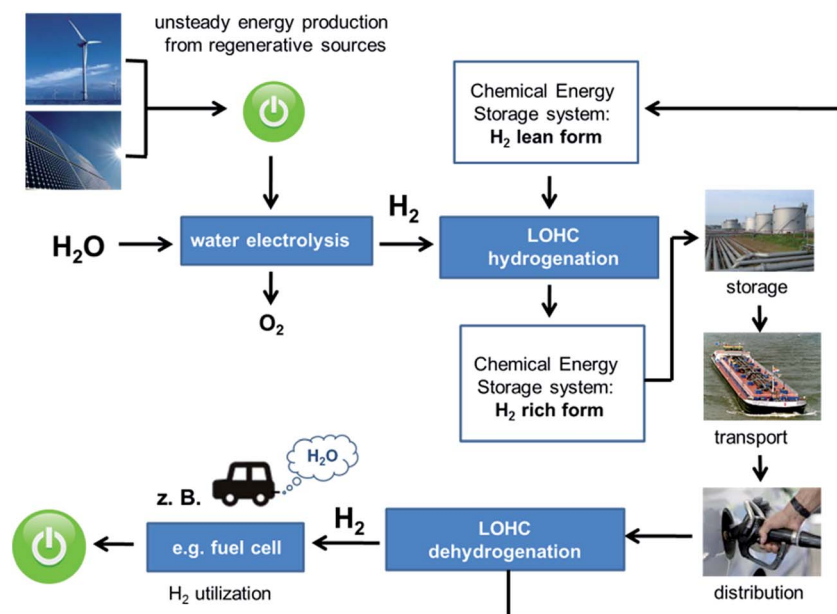 unsteady energy production
from regenerative sources
Chemical Energy
Storage system:
H₂ lean form
H₂O
water electrolysis
H₂
LOHC
hydrogenation
O₂
storage
Chemical Energy
Storage system:
H₂ rich form
transport
H₂O
z. B.
e.g. fuel cell
H₂
LOHC
dehydrogenation
H₂ utilization
distribution